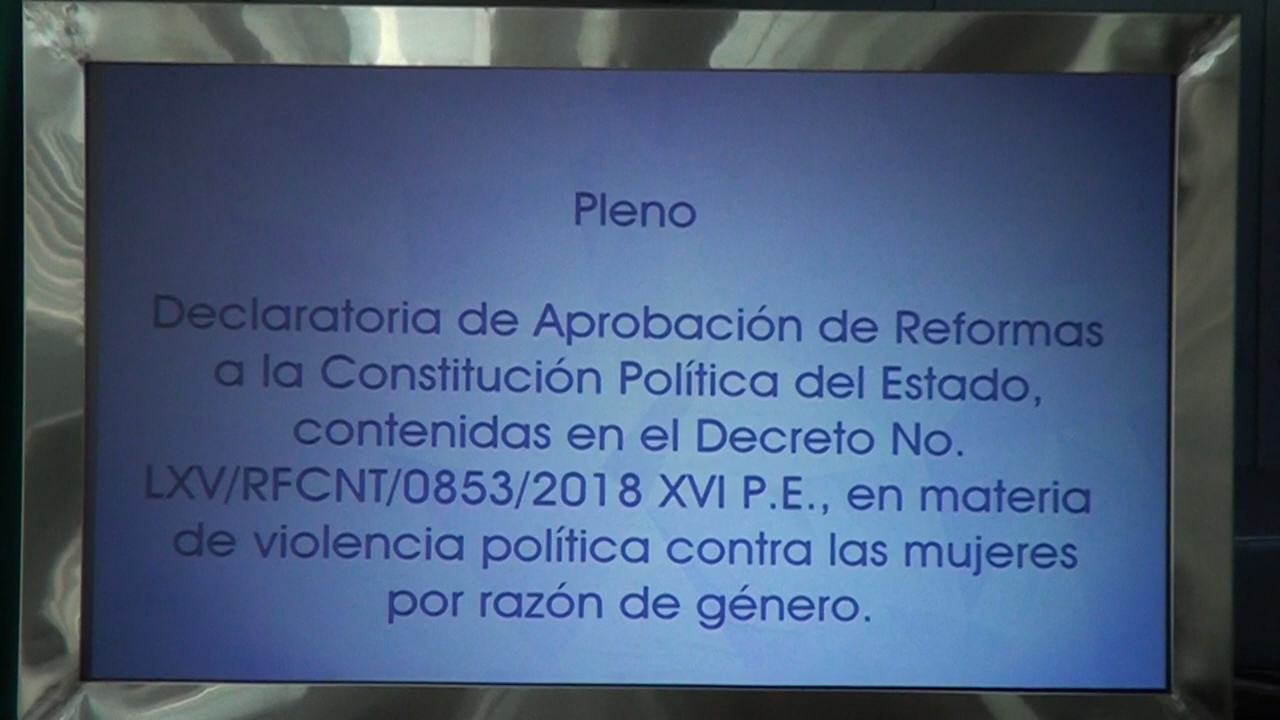 Pleno
Declaratoria de Aprobación de Reformas
a la Constitución Política del Estado,
contenidas en el Decreto No.
LXV/RFCNT/0853/2018 XVI P.E., en materia
de violencia política contra las mujeres
por razón de género.